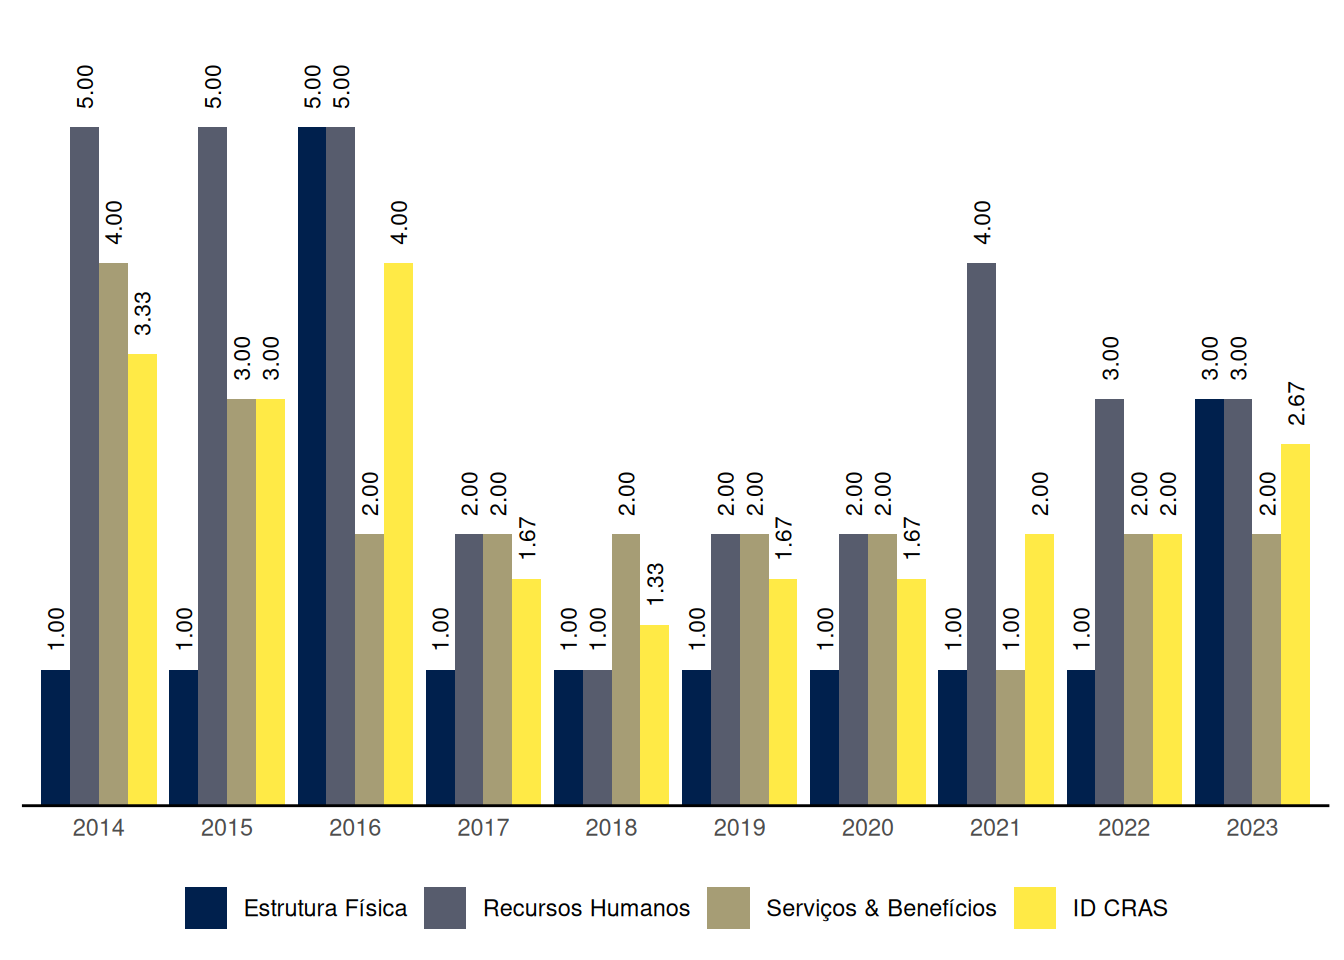 5.00 5.00 5.00 5.00
4.00 4.00 4.00
3.33 3.00 3.00 3.00 3.00 3.00
2.67
2.00 2.00 2.00 2.00 2.00 2.00 2.00 2.00 2.00 2.00 2.00 2.00
1.67 1.67 1.67
1.33
1.00 1.00 1.00 1.00 1.00 1.00 1.00 1.00 1.00 1.00
2014 2015 2016 2017 2018 2019 2020 2021 2022 2023
Estrutura Física Recursos Humanos Serviços & Benefícios ID CRAS